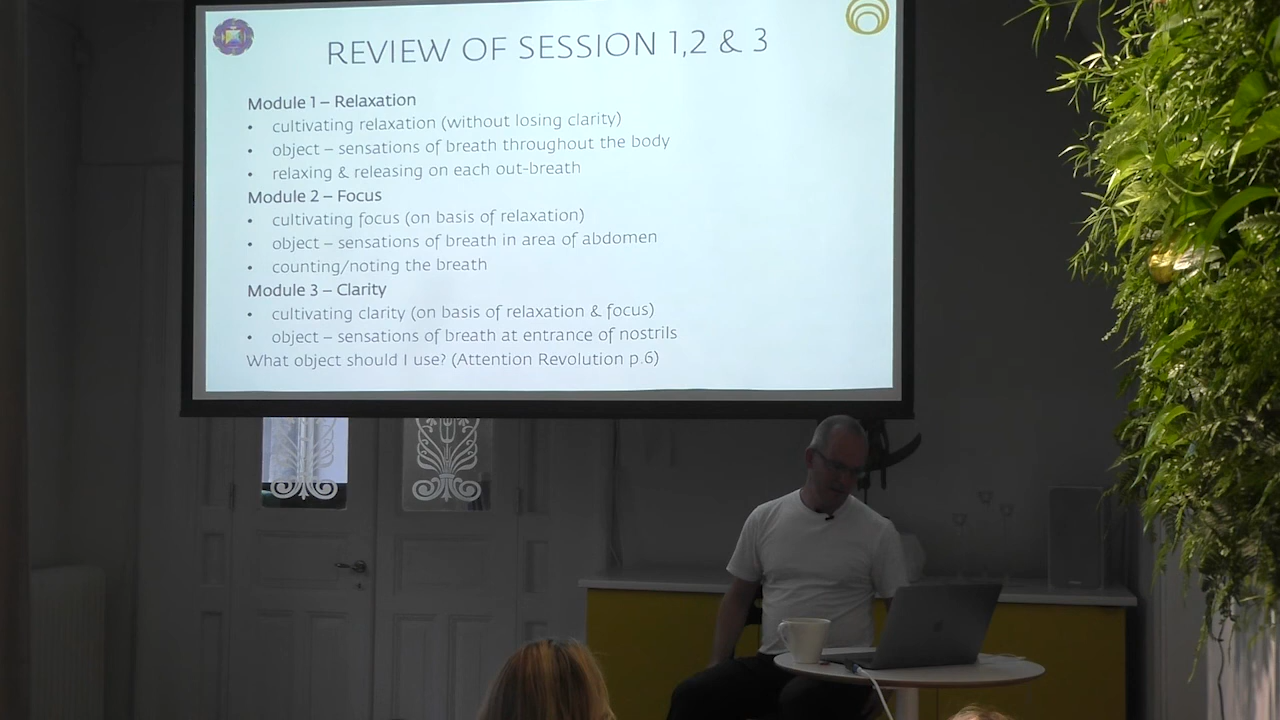 REVIEW OF SESSION 1,2 & 3
Module 1 – Relaxation
• cultivating relaxation (without losing clarity)
• object – sensations of breath throughout the body
• relaxing & releasing on each out-breath
Module 2 – Focus
• cultivating focus (on basis of relaxation)
• object – sensations of breath in area of abdomen
• counting/noting the breath
Module 3 – Clarity
• cultivating clarity (on basis of relaxation & focus)
• object – sensations of breath at entrance of nostrils
What object should I use? (Attention Revolution p.6)